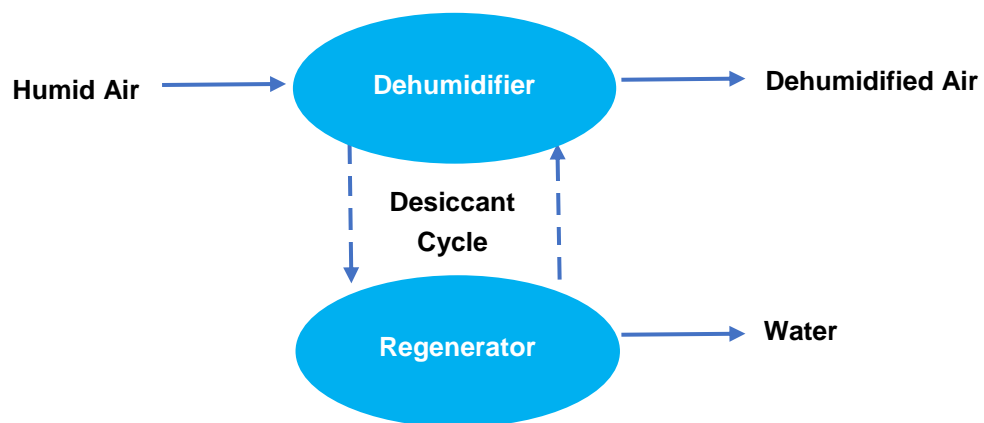 Humid Air
Dehumidifier
Dehumidified Air
Desiccant
Cycle
Regenerator
Water